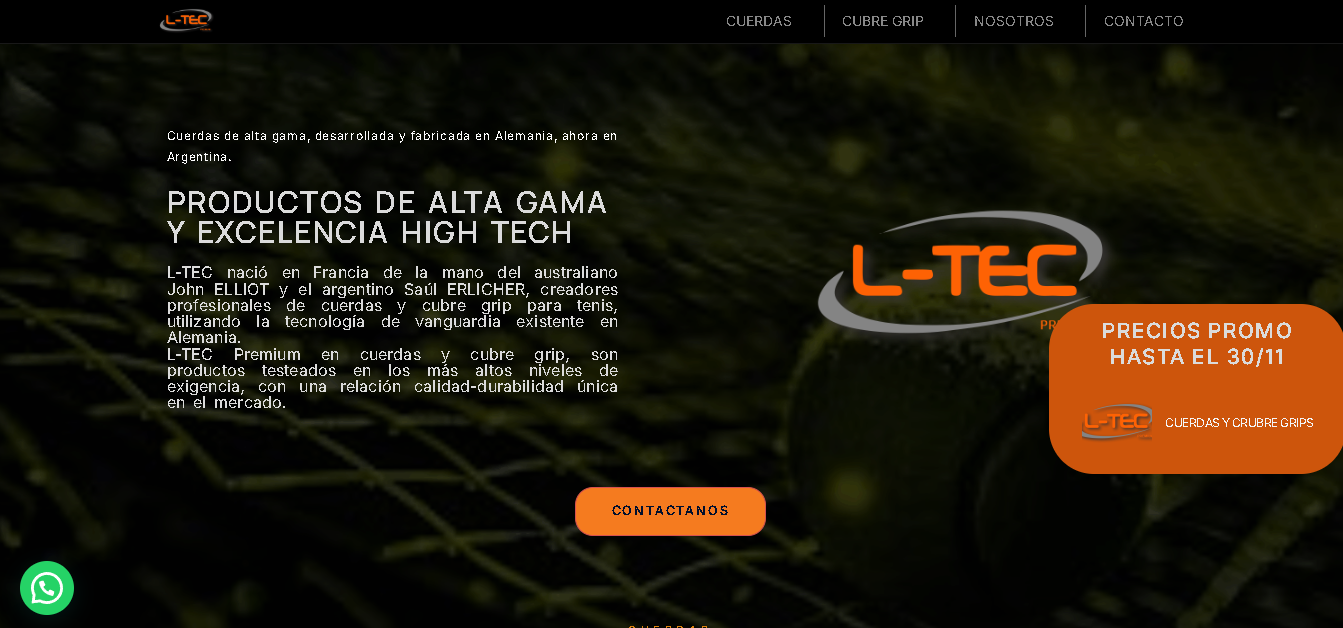 L-TEC
CUERDAS
CUBRE GRIP
NOSOTROS
CONTACTO
Cuerdas de alta gama, desarrollada y fabricada en Alemania, ahora en
Argentina.
PRODUCTOS DE ALTA GAMA
Y EXCELENCIA HIGH TECH
L-TEC nació en Francia de la mano del australiano
John ELLIOT y el argentino Saúl ERLICHER, creadores
profesionales de cuerdas y cubre grip para tenis,
utilizando la tecnología de vanguardia existente en
Alemania.
L-TEC Premium en cuerdas y cubre grip, son
productos testeados en los más altos niveles de
exigencia, con una relación calidad-durabilidad única
en el mercado.
L-TEC
PRECIOS PROMO
HASTA EL 30/11
L-TEC
CUERDAS Y CRUBRE GRIPS
CONTACTANOS